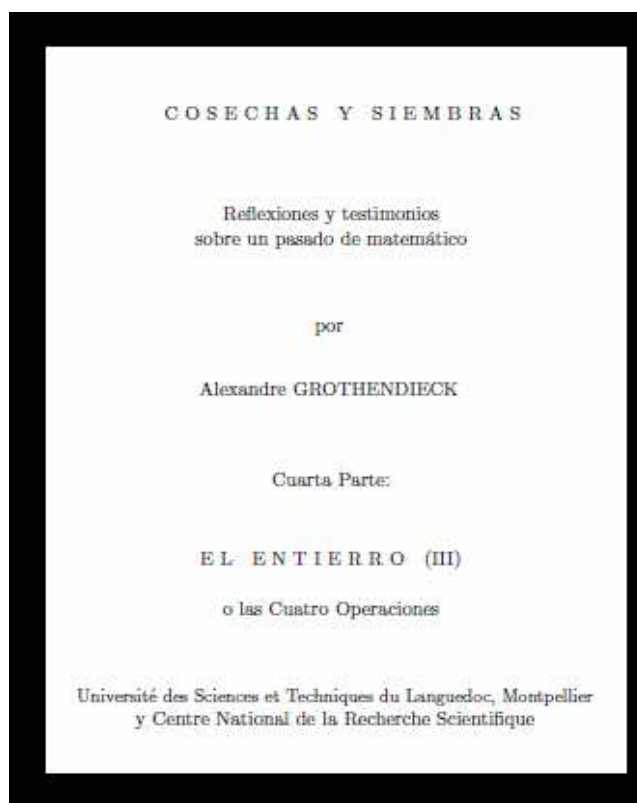 COSECHAS Y SIEMBRAS
Reflexiones y testimonios
sobre un pasado de matemático
por
Alexandre GROTHENDIECK
Cuarta Parte:
EL ENTIERRO (III)
o las Cuatro Operaciones
Université des Sciences et Techniques du Languedoc, Montpellier
y Centre National de la Recherche Scientifique